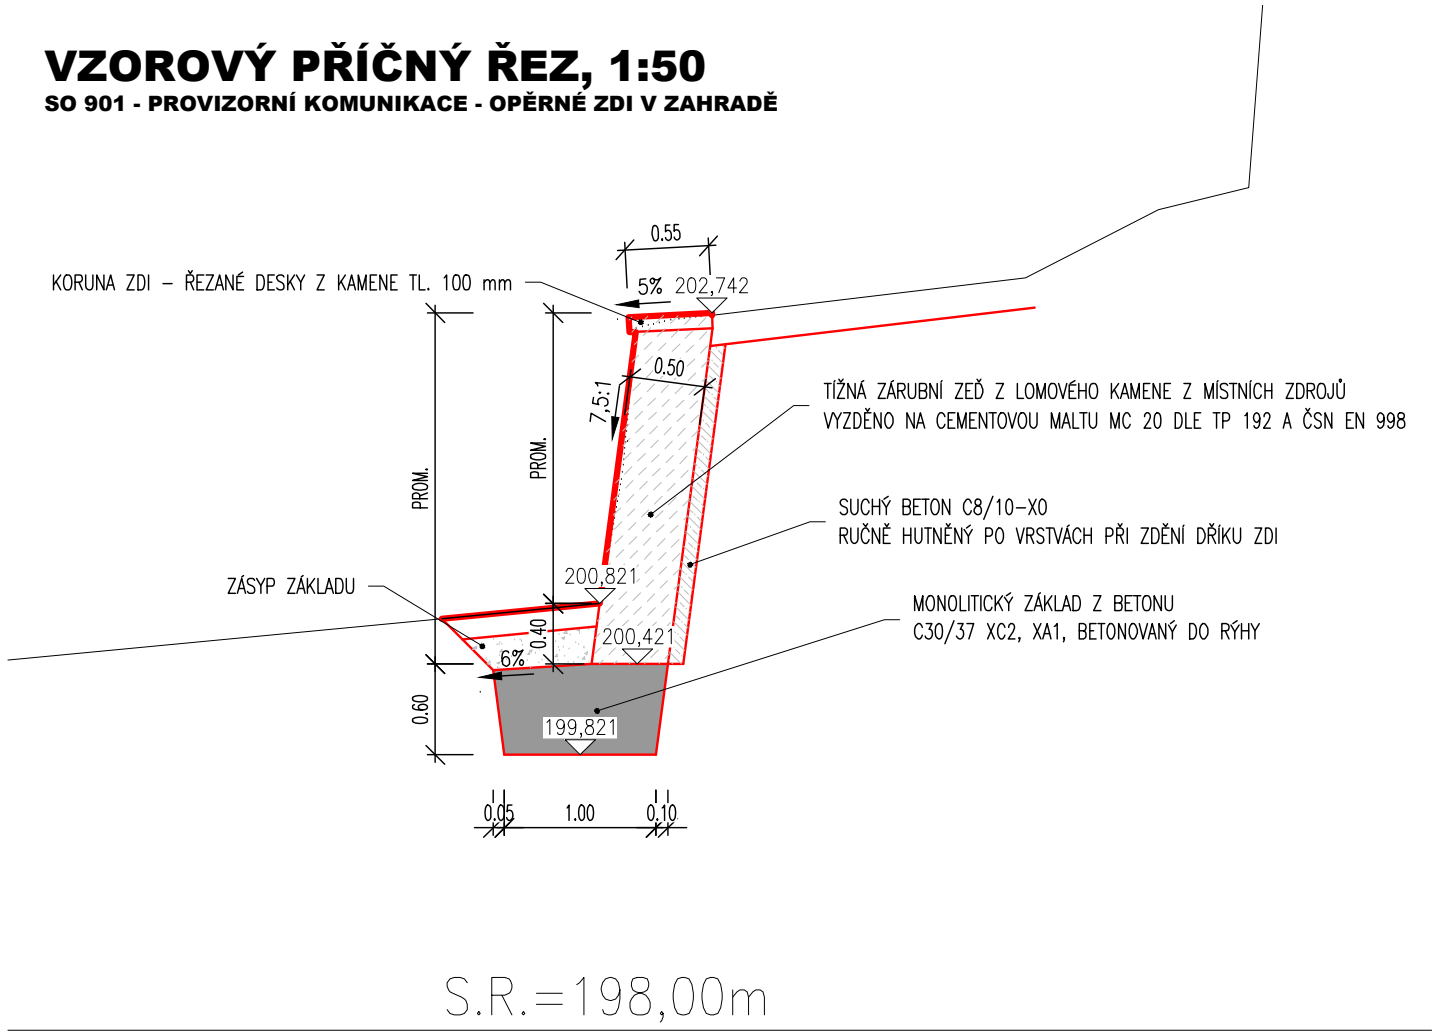 VZOROVÝ PŘÍČNÝ ŘEZ, 1:50
SO 901 - PROVIZORNÍ KOMUNIKACE - OPĚRNÉ ZDI V ZAHRADĚ
0.55
KORUNA ZDI – ŘEZANÉ DESKY Z KAMENE TL. 100 mm
5%
202,742
0.50
7,5:1
TÍŽNÁ ZÁRUBNÍ ZEĎ Z LOMOVÉHO KAMENE Z MÍSTNÍCH ZDROJŮ
VYZDĚNO NA CEMENTOVOU MALTU MC 20 DLE TP 192 A ČSN EN 998
PROM.
PROM.
SUCHÝ BETON C8/10-X0
RUČNĚ HUTNĚNÝ PO VRSTVÁCH PŘI ZDĚNÍ DŘÍKU ZDI
200,821
ZÁSYP ZÁKLADU
MONOLITICKÝ ZÁKLAD Z BETONU
C30/37 XC2, XA1, BETONOVANÝ DO RÝHY
0.40
200,421
6%
0.60
199,821
0.05
1.00
0.10
S.R.=198,00m